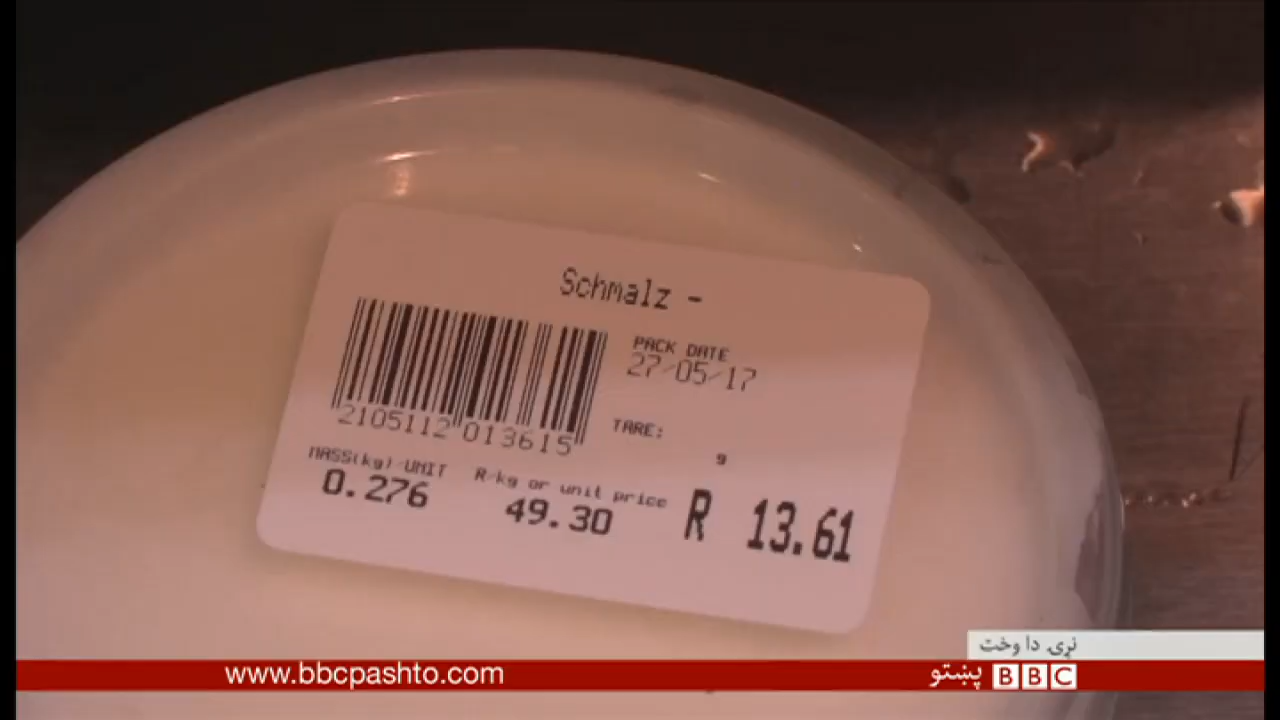 Schmalz -
PACK DATE
27/05/17
2105112 013615
TARE:
g
MASS(kg)/UNIT
0.276
R/kg or unit price
49.30
R 13.61
نړۍ دا وخت
www.bbcpashto.com
پښتو BBC